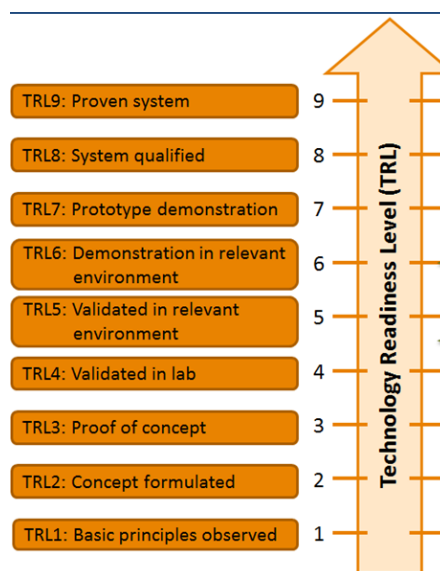 TRL9: Proven system
9
TRL8: System qualified
8
TRL7: Prototype demonstration
7
TRL6: Demonstration in relevant
environment
6
TRL5: Validated in relevant
environment
5
TRL4: Validated in lab
4
TRL3: Proof of concept
3
TRL2: Concept formulated
2
TRL1: Basic principles observed
1
Technology Readiness Level (TRL)